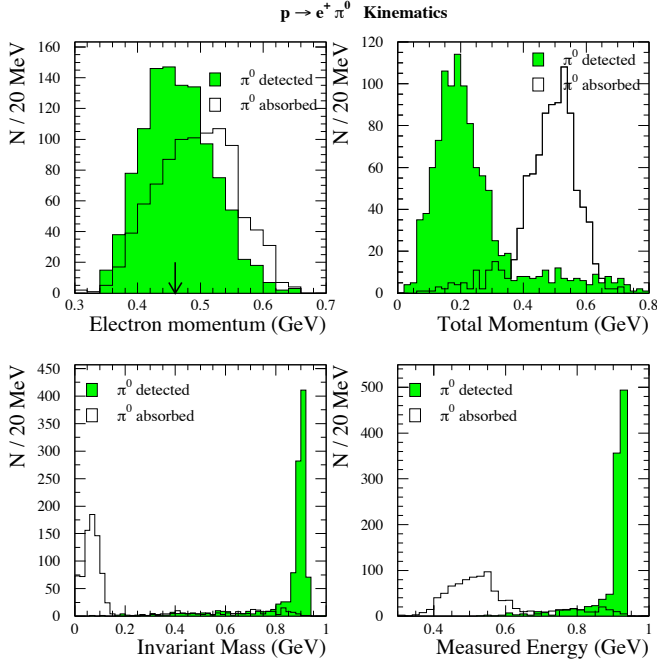 p → e⁺ π⁰ Kinematics
N / 20 MeV
160
140
120
100
80
60
40
20
0
π⁰ detected
π⁰ absorbed
0.3 0.4 0.5 0.6 0.7
Electron momentum (GeV)
N / 20 MeV
120
100
80
60
40
20
0
π⁰ detected
π⁰ absorbed
0 0.2 0.4 0.6 0.8
Total Momentum (GeV)
N / 20 MeV
450
400
350
300
250
200
150
100
50
0
π⁰ detected
π⁰ absorbed
0 0.2 0.4 0.6 0.8 1
Invariant Mass (GeV)
N / 20 MeV
500
400
300
200
100
0
π⁰ detected
π⁰ absorbed
0.4 0.6 0.8 1
Measured Energy (GeV)